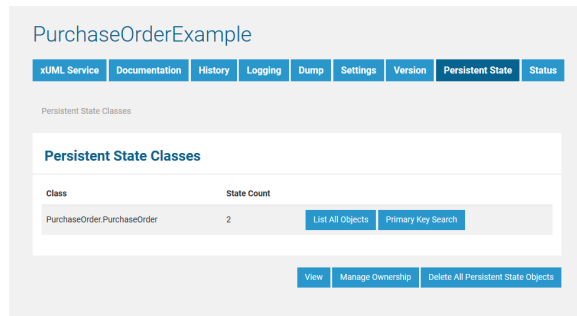 PurchaseOrderExample
xUML Service Documentation History Logging Dump Settings Version Persistent State Status
Persistent State Classes
Persistent State Classes
Class State Count
PurchaseOrder.PurchaseOrder 2 List All Objects Primary Key Search
View Manage Ownership Delete All Persistent State Objects